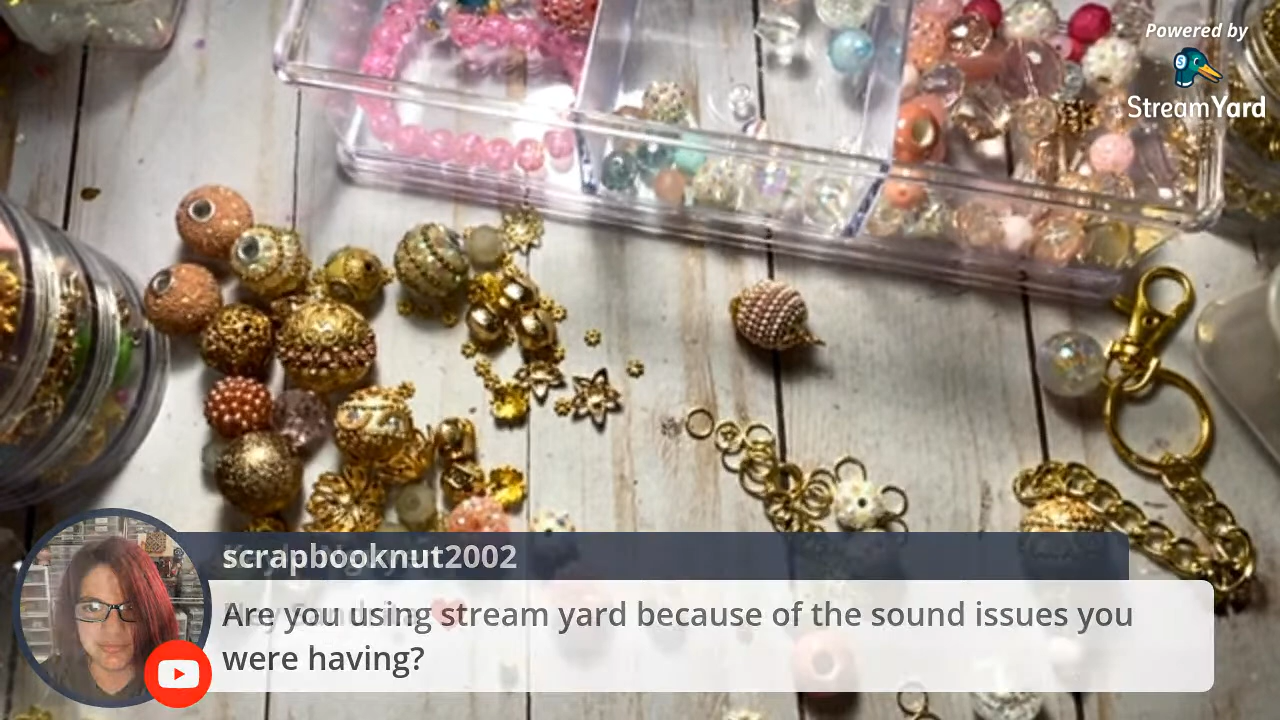 Powered by
StreamYard
scrapbooknut2002
Are you using stream yard because of the sound issues you
were having?